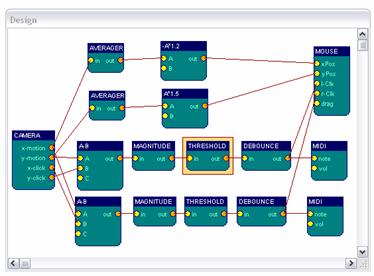 Design
AVERAGER
in out
-A*1.2
A out
B
MOUSE
xPos
yPos
l-Clk
r-Clk
drag
AVERAGER
in out
A*1.5
A out
B
CAMERA
x-motion
y-motion
x-click
y-click
A-B
A out
B
C
MAGNITUDE
in out
THRESHOLD
in out
DEBOUNCE
in out
MIDI
note
vol
A-B
A out
B
C
MAGNITUDE
in out
THRESHOLD
in out
DEBOUNCE
in out
MIDI
note
vol